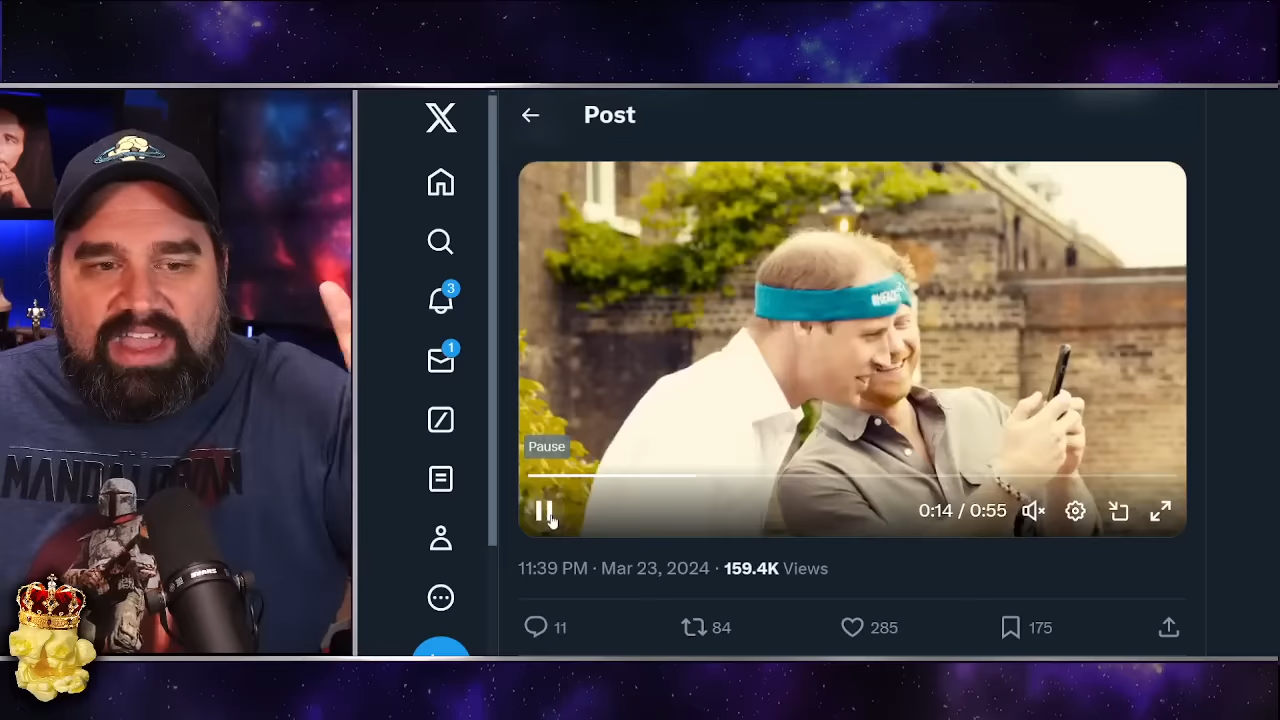 Post
3
1
MANDALORIAN
Pause
0:14 / 0:55
11:39 PM · Mar 23, 2024 · 159.4K Views
11
84
285
175